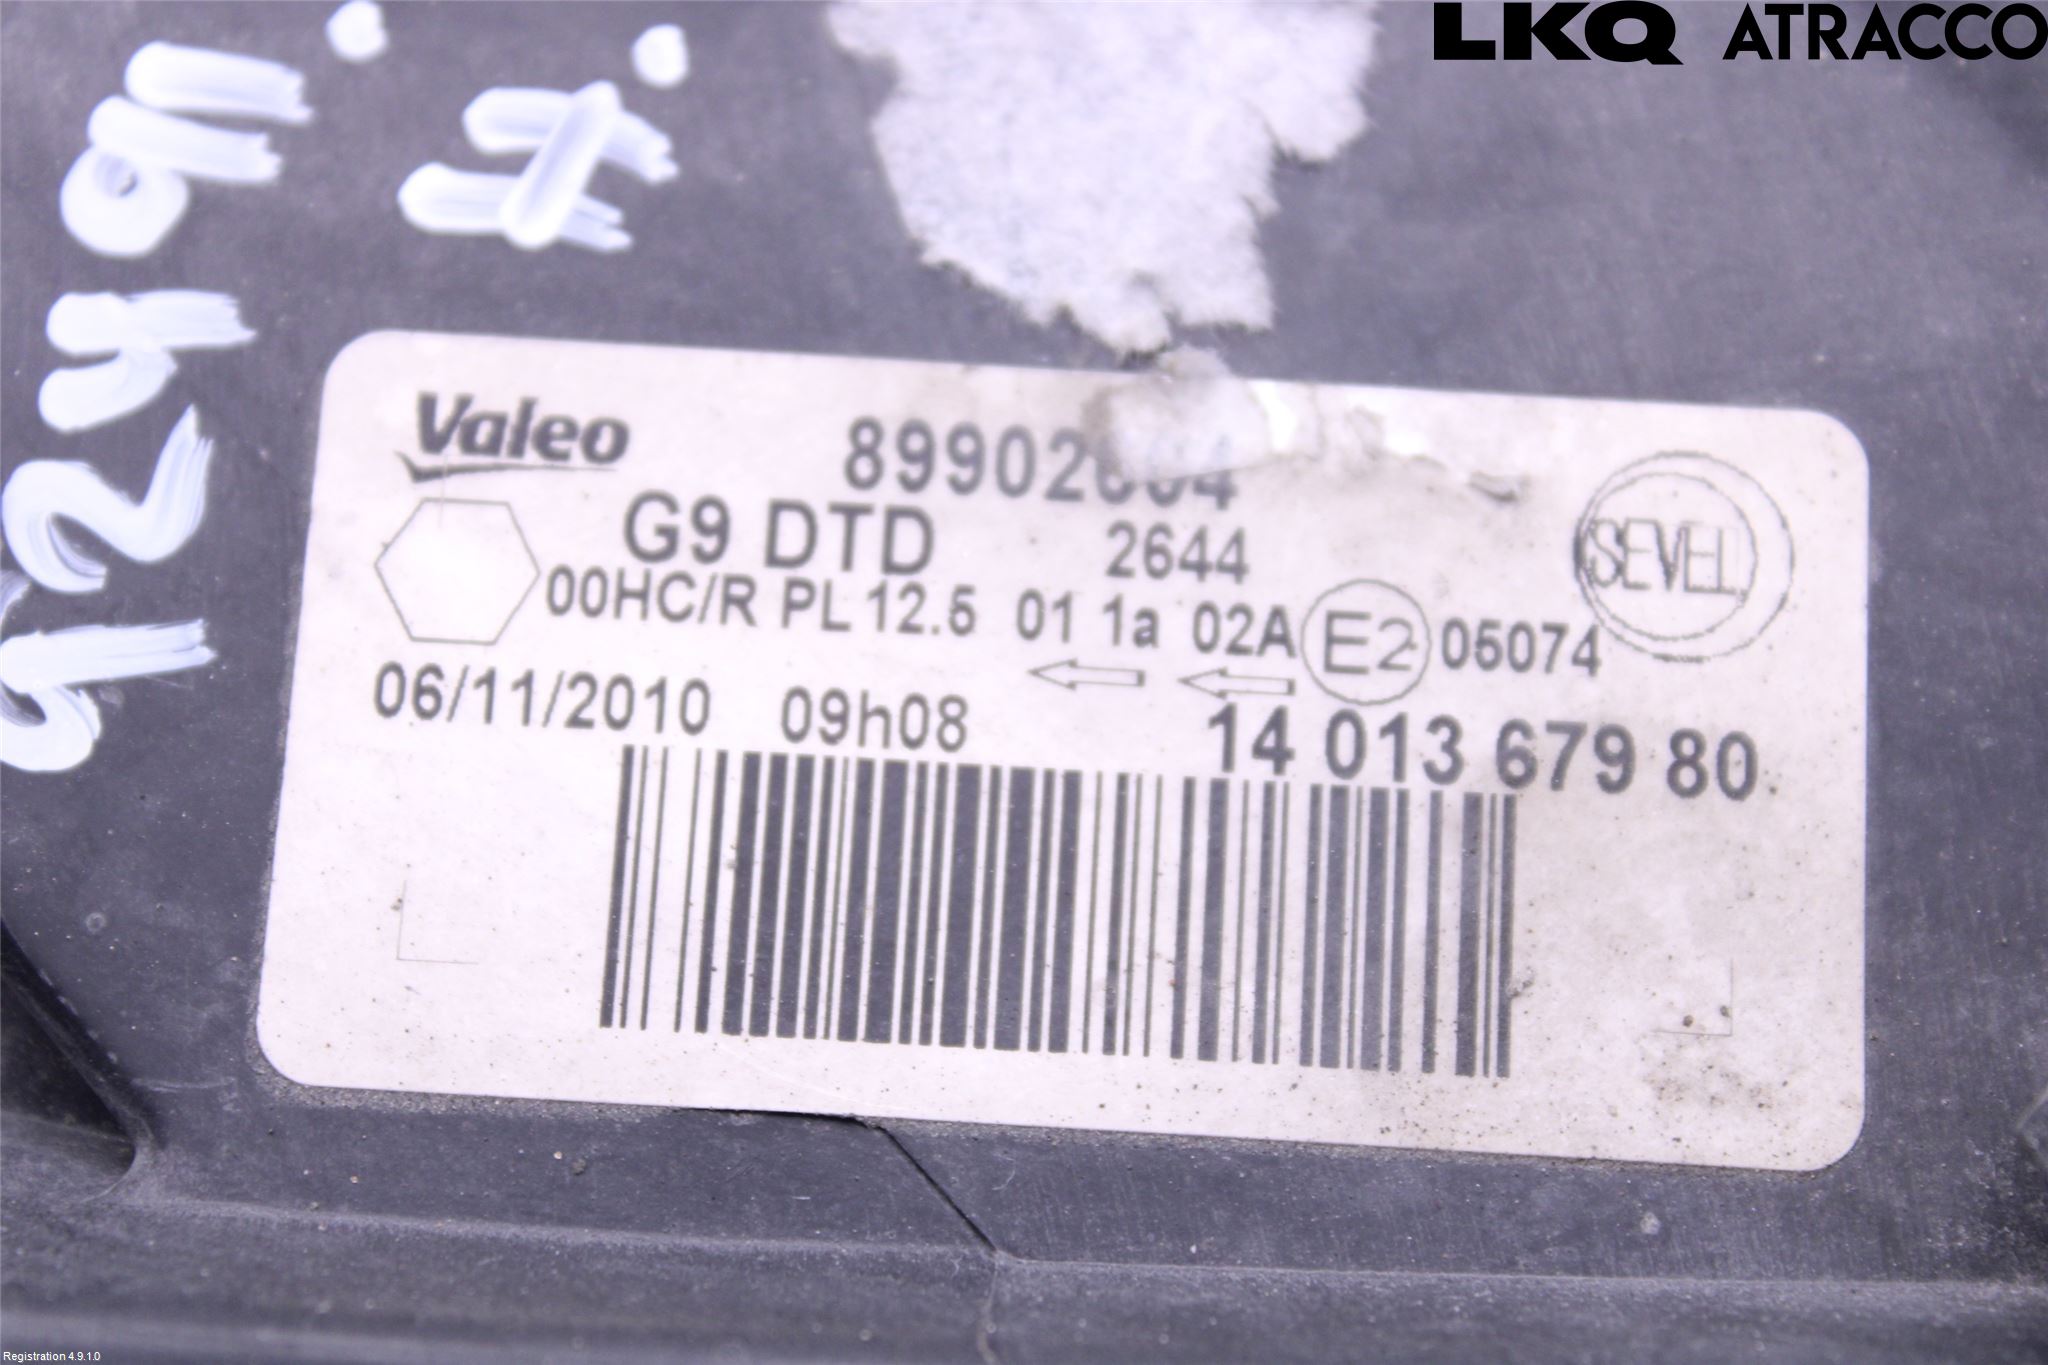 LKQ ATRACCO
Valeo
G9 DTD 2644
SEVEL
00HC/R PL 12.5 01 1a 02A E2 05074
06/11/2010 09h08
14 013 679 80
Registration 4.9.1.0